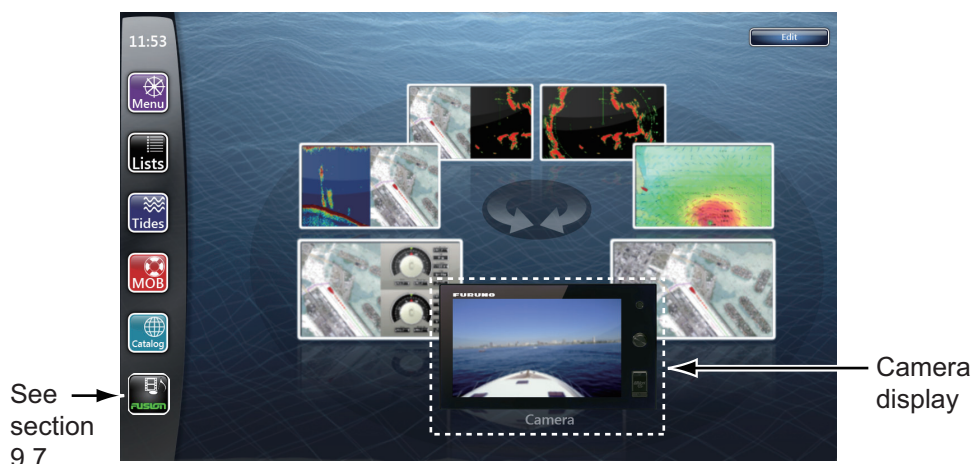 11:53
Edit
Menu
Lists
Tides
MOB
Catalog
FUSION
FURUNO
Camera
See
section
9.7
Camera
display